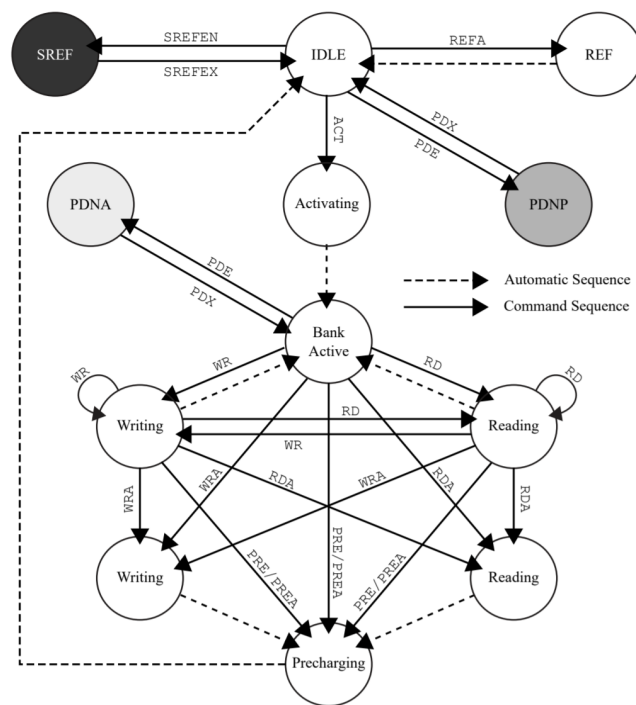 SREFEN
REFA
SREF
IDLE
REF
SREFEX
ACT
PDX
PDE
PDNA
Activating
PDNP
PDE
PDX
Automatic Sequence
Command Sequence
Bank
Active
WR
RD
WR
RD
Writing
RD
Reading
WR
WRA
WRA
RDA
WRA
RDA
RDA
Writing
PRE/PREA
PRE/PREA
PRE/PREA
Reading
Precharging